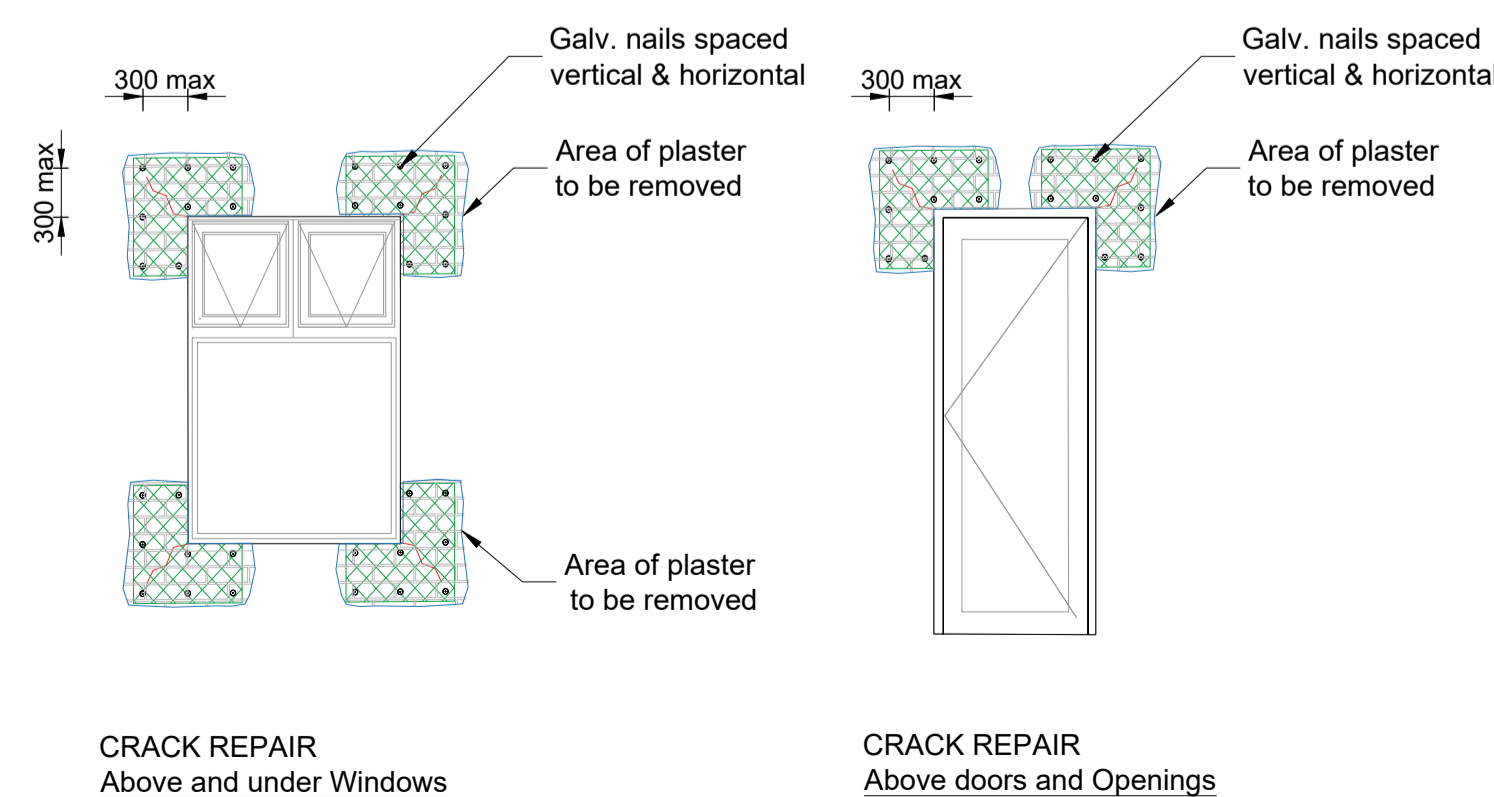 Galv. nails spaced
vertical & horizontal
300 max
300 max
Area of plaster
to be removed
Area of plaster
to be removed
CRACK REPAIR
Above and under Windows
Galv. nails spaced
vertical & horizontal
300 max
Area of plaster
to be removed
CRACK REPAIR
Above doors and Openings